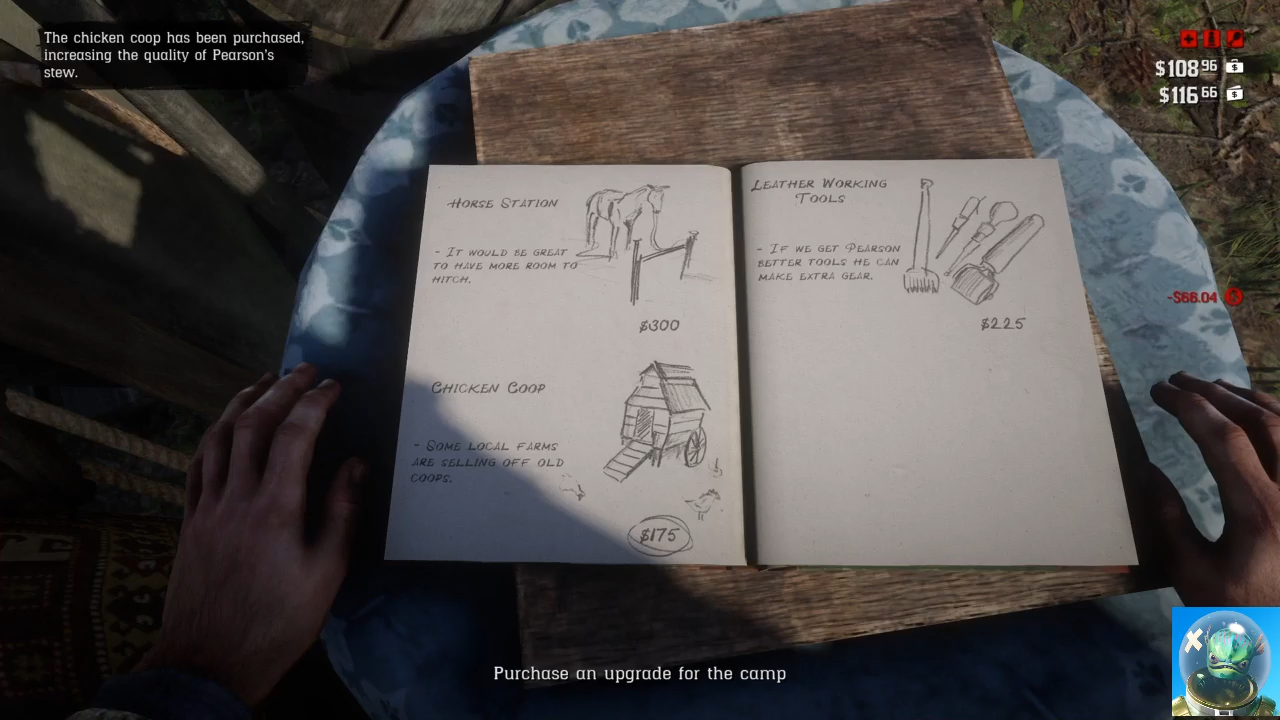 The chicken coop has been purchased,
increasing the quality of Pearson's
stew.
$108 96
$116 66
-$66.04
Horse Station
- It would be great
to have more room to
hitch.
$300
Chicken Coop
- Some local farms
are selling off old
coops.
$175
Leather Working
Tools
- If we get Pearson
better tools he can
make extra gear.
$225
Purchase an upgrade for the camp